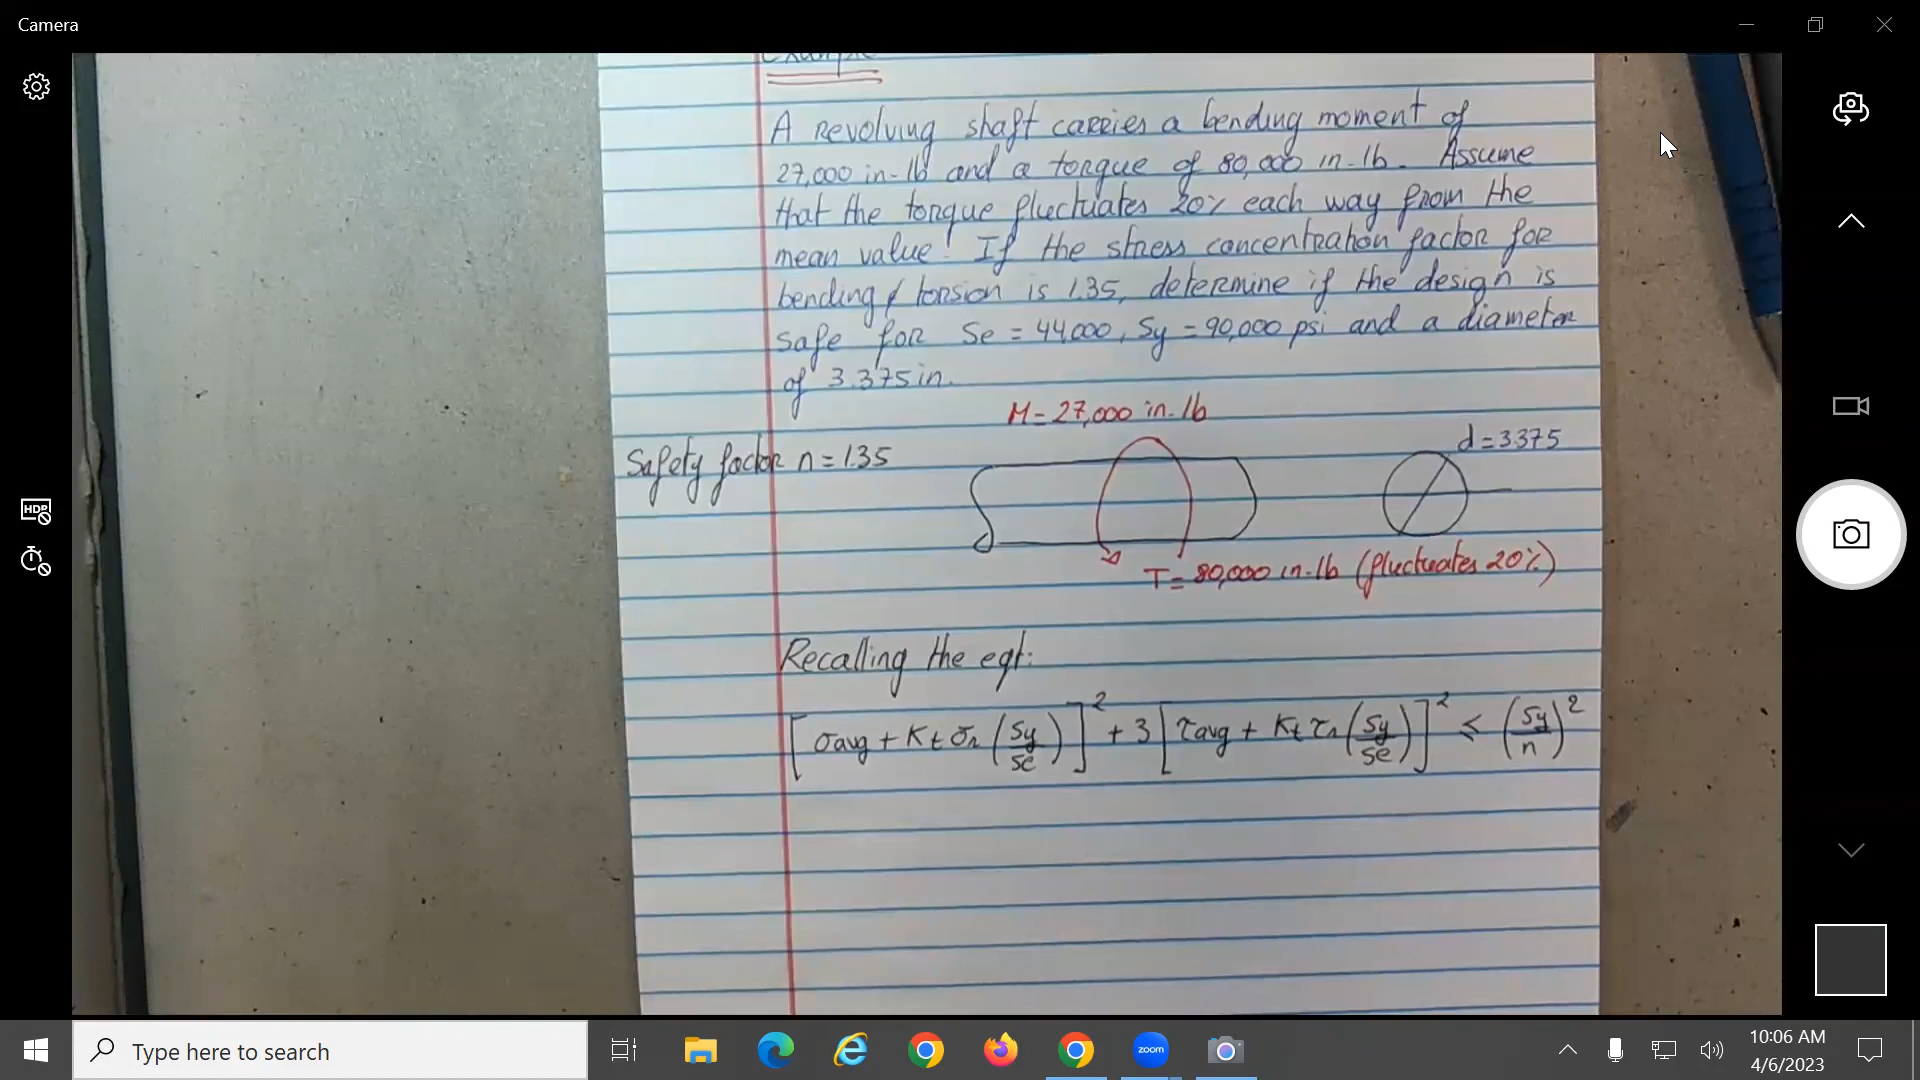 Camera
Example
A revolving shaft carries a bending moment of
27,000 in-lb and a torque of 80,000 in-lb. Assume
that the torque fluctuates 20% each way from the
mean value. If the stress concentration factor for
bending & torsion is 1.35, determine if the design is
safe for Se = 44,000, Sy = 90,000 psi and a diameter
of 3.375 in.
M = 27,000 in-lb
Safety factor n = 1.35
d = 3.375
T = 80,000 in-lb (fluctuates 20%)
Recalling the eqt:
[σavg + Kt σr (Sy/Se)]² + 3 [τavg + Kt τr (Sy/Se)]² ≤ (Sy/n)²
HDR
Type here to search
zoom
10:06 AM
4/6/2023